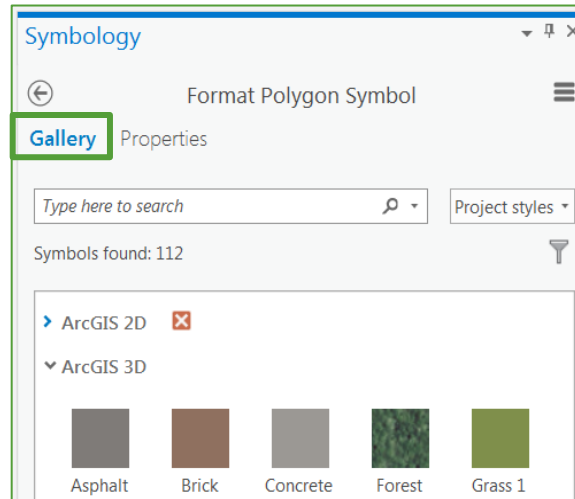 Symbology
Format Polygon Symbol
Gallery Properties
Type here to search Project styles
Symbols found: 112
ArcGIS 2D
ArcGIS 3D
Asphalt Brick Concrete Forest Grass 1